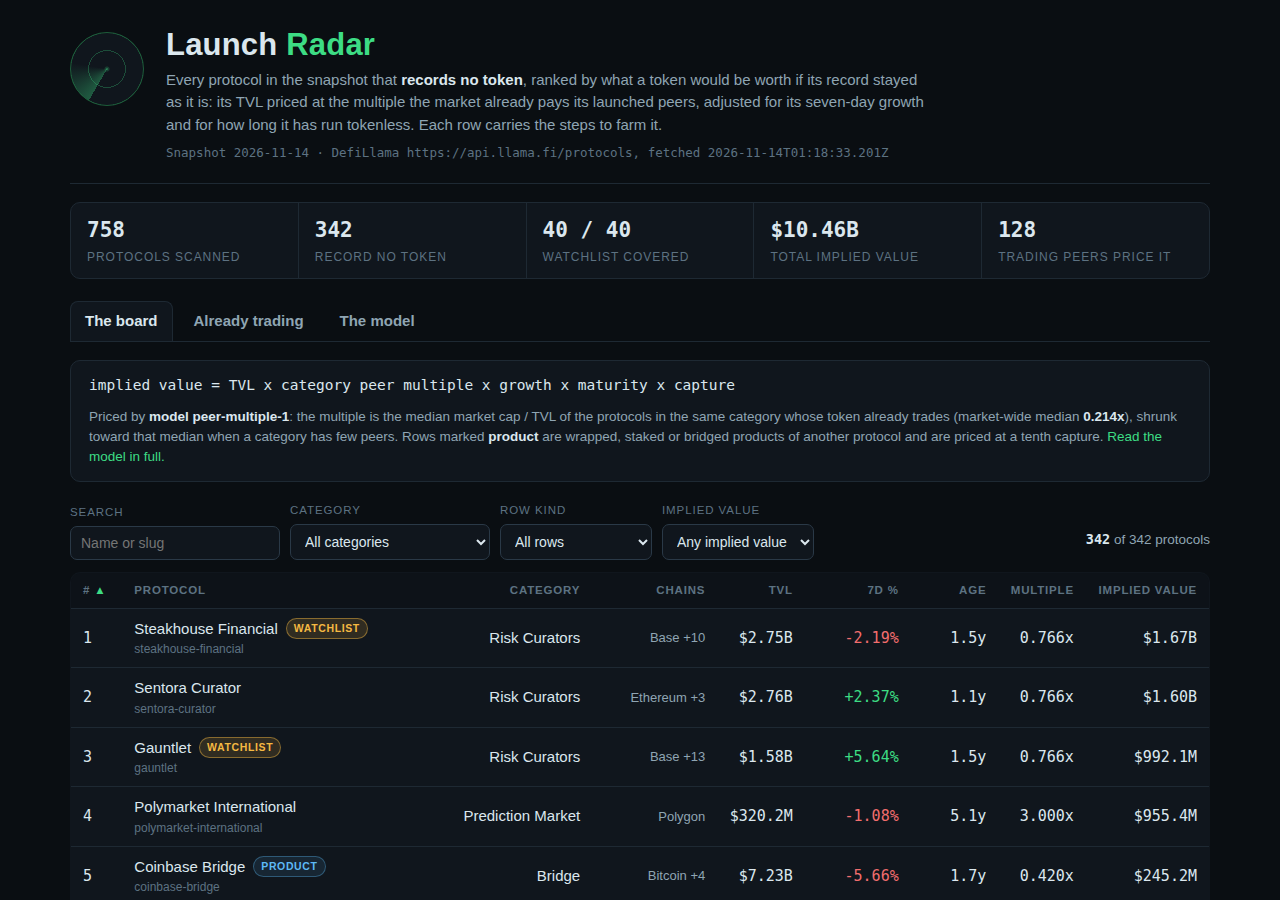 Launch Radar
Every protocol in the snapshot that records no token, ranked by what a token would be worth if its record stayed
as it is: its TVL priced at the multiple the market already pays its launched peers, adjusted for its seven-day growth
and for how long it has run tokenless. Each row carries the steps to farm it.
Snapshot 2026-11-14 · DefiLlama https://api.llama.fi/protocols, fetched 2026-11-14T01:18:33.201Z
758 342 40 / 40 $10.46B 128
PROTOCOLS SCANNED RECORD NO TOKEN WATCHLIST COVERED TOTAL IMPLIED VALUE TRADING PEERS PRICE IT
The board Already trading The model
implied value = TVL x category peer multiple x growth x maturity x capture
Priced by model peer-multiple-1: the multiple is the median market cap / TVL of the protocols in the same category whose token already trades (market-wide median 0.214x), shrunk
toward that median when a category has few peers. Rows marked product are wrapped, staked or bridged products of another protocol and are priced at a tenth capture. Read the
model in full.
SEARCH CATEGORY ROW KIND IMPLIED VALUE
Name or slug All categories All rows Any implied value 342 of 342 protocols
# ▲ PROTOCOL CATEGORY CHAINS TVL 7D % AGE MULTIPLE IMPLIED VALUE
1 Steakhouse Financial WATCHLIST Risk Curators Base +10 $2.75B -2.19% 1.5y 0.766x $1.67B
steakhouse-financial
2 Sentora Curator Risk Curators Ethereum +3 $2.76B +2.37% 1.1y 0.766x $1.60B
sentora-curator
3 Gauntlet WATCHLIST Risk Curators Base +13 $1.58B +5.64% 1.5y 0.766x $992.1M
gauntlet
4 Polymarket International Prediction Market Polygon $320.2M -1.08% 5.1y 3.000x $955.4M
polymarket-international
5 Coinbase Bridge PRODUCT Bridge Bitcoin +4 $7.23B -5.66% 1.7y 0.420x $245.2M
coinbase-bridge